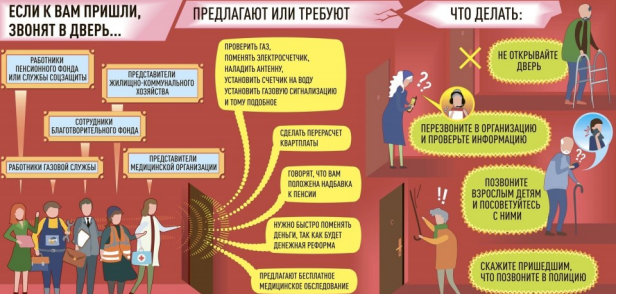 ЕСЛИ К ВАМ ПРИШЛИ,
ЗВОНЯТ В ДВЕРЬ...
РАБОТНИКИ
ПЕНСИОННОГО ФОНДА
ИЛИ СЛУЖБЫ СОЦЗАЩИТЫ
ПРЕДСТАВИТЕЛИ
ЖИЛИЩНО-КОММУНАЛЬНОГО
ХОЗЯЙСТВА
СОТРУДНИКИ
БЛАГОТВОРИТЕЛЬНОГО ФОНДА
РАБОТНИКИ ГАЗОВОЙ СЛУЖБЫ
ПРЕДСТАВИТЕЛИ
МЕДИЦИНСКОЙ ОРГАНИЗАЦИИ
ПРЕДЛАГАЮТ ИЛИ ТРЕБУЮТ
ПРОВЕРИТЬ ГАЗ,
ПОМЕНЯТЬ ЭЛЕКТРОСЧЕТЧИК,
НАЛАДИТЬ АНТЕННУ,
УСТАНОВИТЬ СЧЕТЧИК НА ВОДУ
УСТАНОВИТЬ ГАЗОВУЮ СИГНАЛИЗАЦИЮ
И ТОМУ ПОДОБНОЕ
СДЕЛАТЬ ПЕРЕРАСЧЕТ
КВАРТПЛАТЫ
ГОВОРЯТ, ЧТО ВАМ
ПОЛОЖЕНА НАДБАВКА
К ПЕНСИИ
НУЖНО БЫСТРО ПОМЕНЯТЬ
ДЕНЬГИ, ТАК КАК БУДЕТ
ДЕНЕЖНАЯ РЕФОРМА
ПРЕДЛАГАЮТ БЕСПЛАТНОЕ
МЕДИЦИНСКОЕ ОБСЛЕДОВАНИЕ
ЧТО ДЕЛАТЬ:
НЕ ОТКРЫВАЙТЕ
ДВЕРЬ
??
ПЕРЕЗВОНИТЕ В ОРГАНИЗАЦИЮ
И ПРОВЕРЬТЕ ИНФОРМАЦИЮ
??
ПОЗВОНИТЕ
ВЗРОСЛЫМ ДЕТЯМ
И ПОСОВЕТУЙТЕСЬ
С НИМИ
!!
СКАЖИТЕ ПРИШЕДШИМ,
ЧТО ПОЗВОНИТЕ В ПОЛИЦИЮ